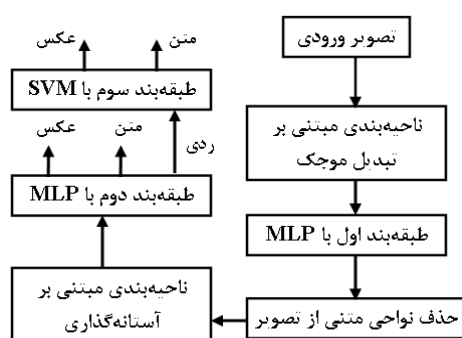 تصویر ورودی
ناحیه‌بندی مبتنی بر
تبدیل موجک
طبقه‌بند اول با MLP
حذف نواحی متنی از تصویر
ناحیه‌بندی مبتنی بر
آستانه‌گذاری
طبقه‌بند دوم با MLP
متن
عکس
ردی
طبقه‌بند سوم با SVM
متن
عکس